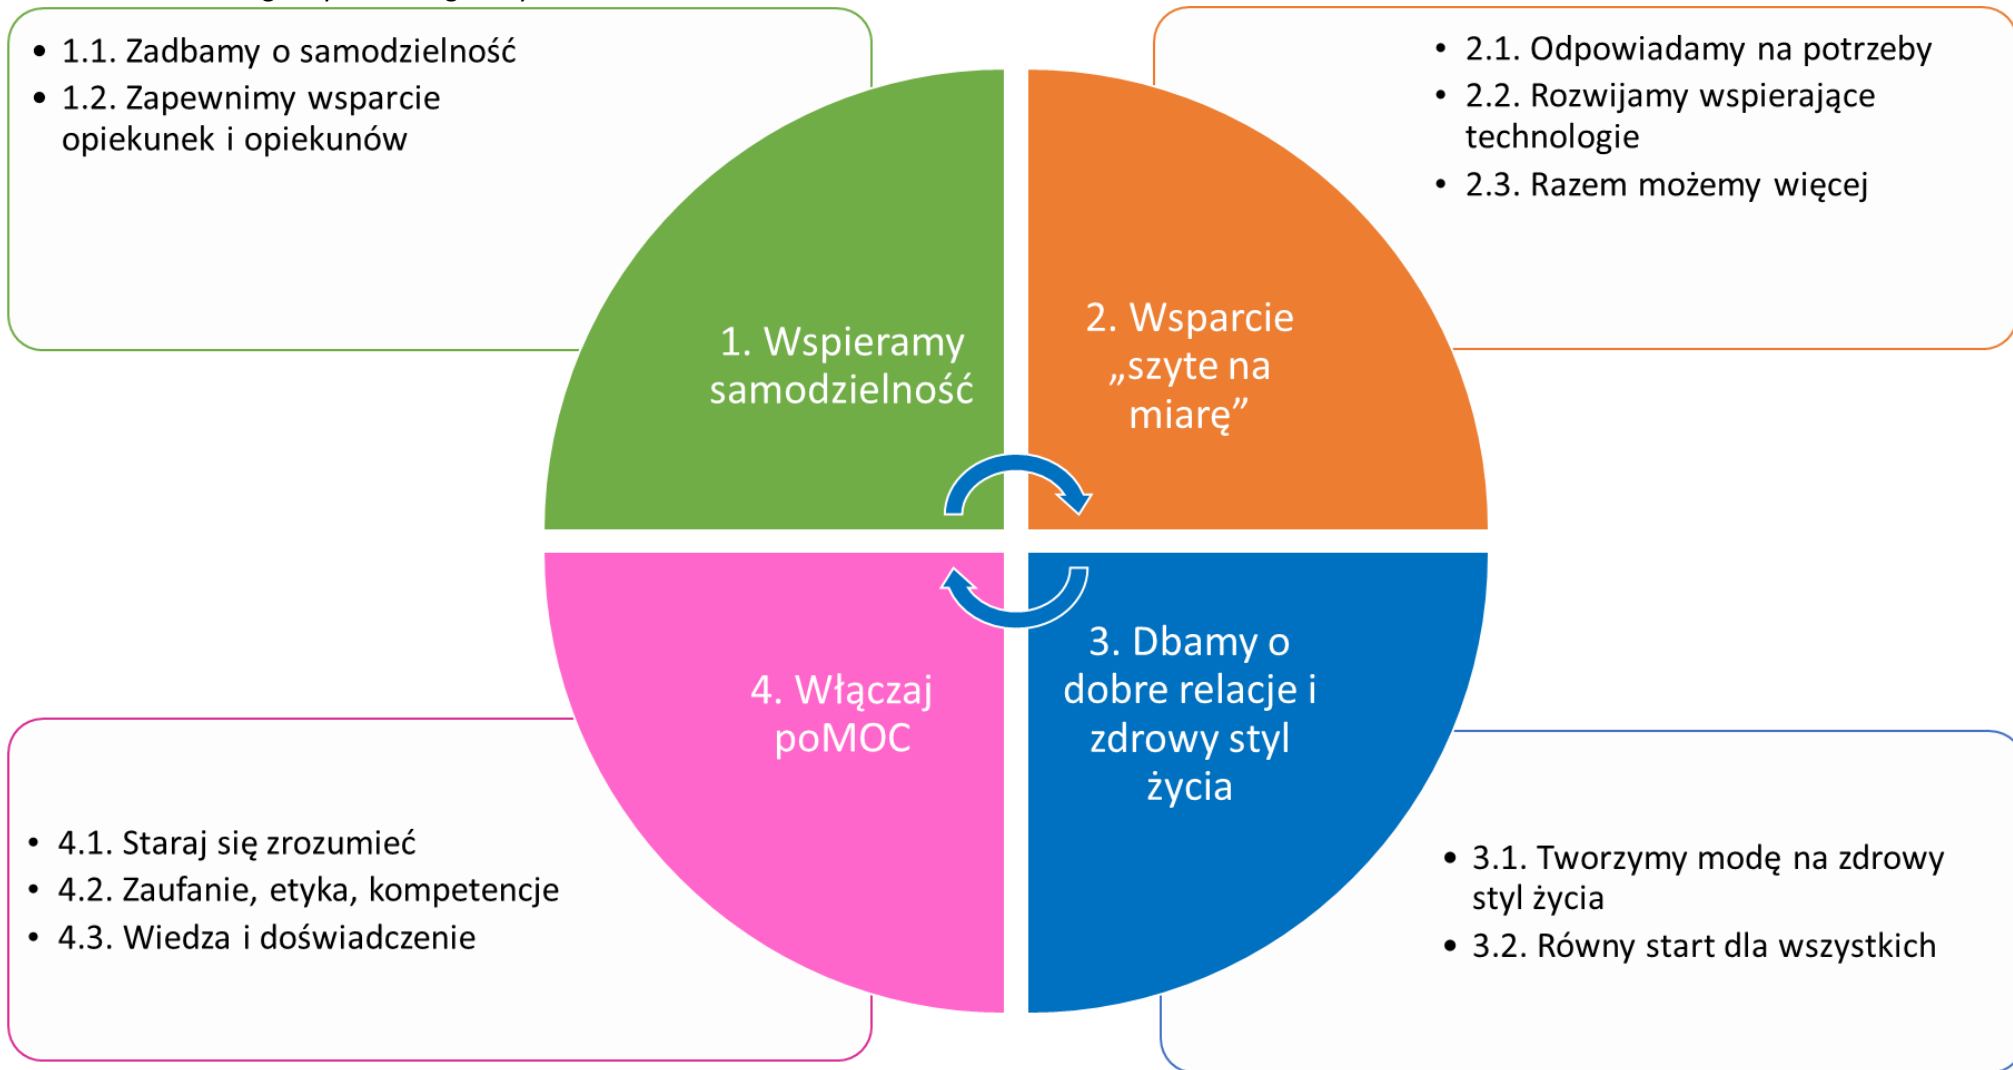 • 1.1. Zadbamy o samodzielność
• 1.2. Zapewnimy wsparcie
opiekunek i opiekunów
• 2.1. Odpowiadamy na potrzeby
• 2.2. Rozwijamy wspierające
technologie
• 2.3. Razem możemy więcej
1. Wspieramy
samodzielność
2. Wsparcie
„szyte na
miarę”
3. Dbamy o
dobre relacje i
zdrowy styl
życia
4. Włączaj
poMOC
• 4.1. Staraj się zrozumieć
• 4.2. Zaufanie, etyka, kompetencje
• 4.3. Wiedza i doświadczenie
• 3.1. Tworzymy modę na zdrowy
styl życia
• 3.2. Równy start dla wszystkich